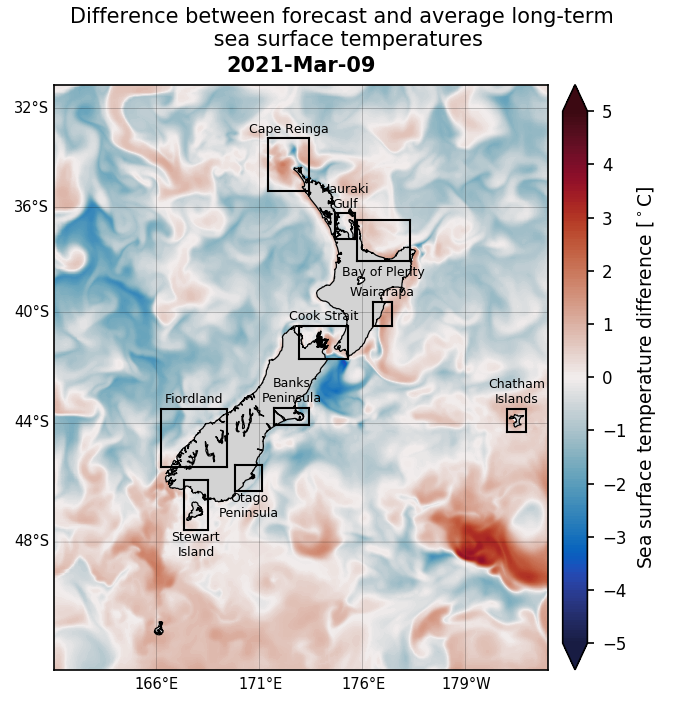 Difference between forecast and average long-term
sea surface temperatures
2021-Mar-09
32°S
36°S
40°S
44°S
48°S
Cape Reinga
Hauraki
Gulf
Bay of Plenty
Wairarapa
Cook Strait
Banks
Peninsula
Fiordland
Chatham
Islands
Otago
Peninsula
Stewart
Island
166°E
171°E
176°E
179°W
5
4
3
2
1
0
−1
−2
−3
−4
−5
Sea surface temperature difference [°C]